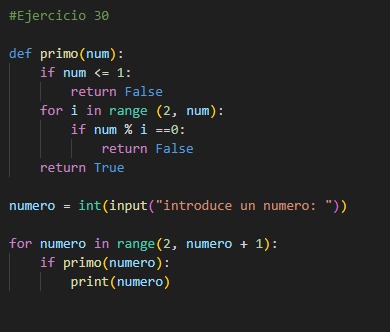 #Ejercicio 30
def primo(num):
    if num <= 1:
        return False
    for i in range (2, num):
        if num % i ==0:
            return False
    return True
numero = int(input("introduce un numero: "))
for numero in range(2, numero + 1):
    if primo(numero):
        print(numero)